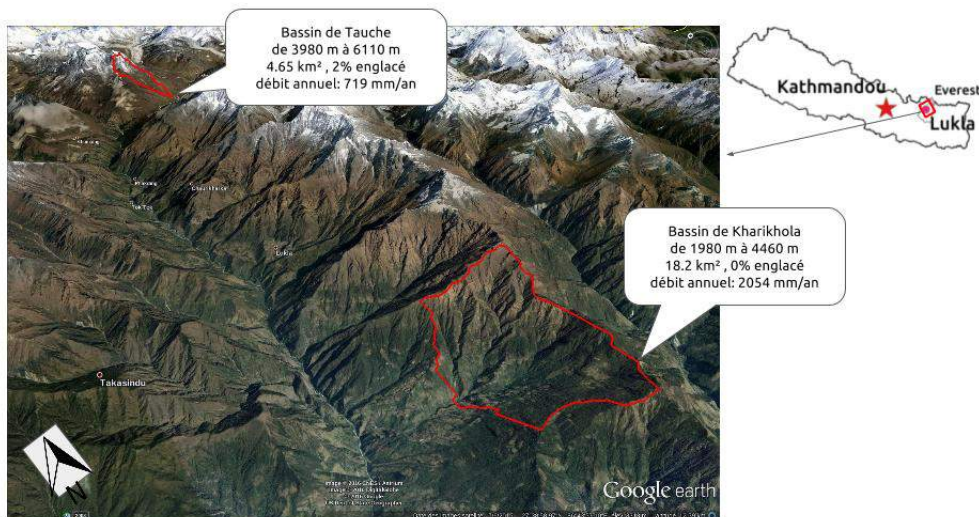 Bassin de Tauche
de 3980 m à 6110 m
4.65 km² , 2% englacé
débit annuel: 719 mm/an
Kathmandou
Everest
Lukla
Bassin de Kharikhola
de 1980 m à 4460 m
18.2 km² , 0% englacé
débit annuel: 2054 mm/an
Takasindu
N
Google earth